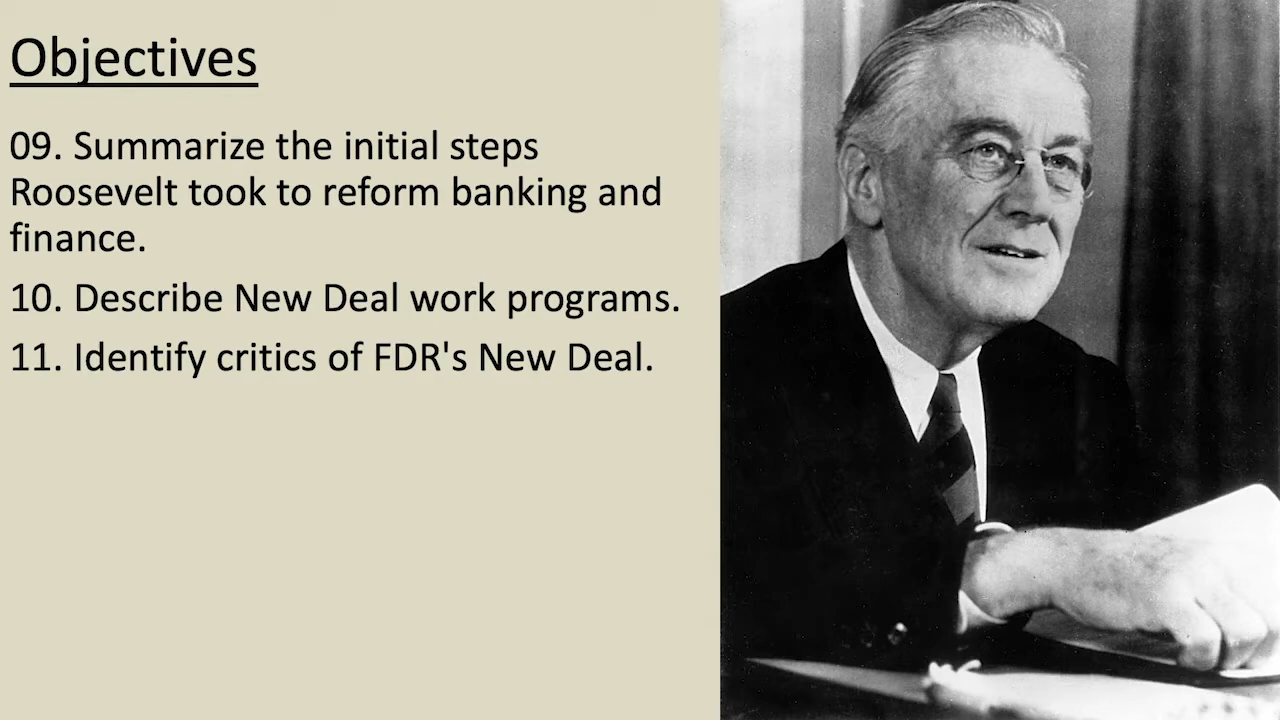 Objectives
09. Summarize the initial steps
Roosevelt took to reform banking and
finance.
10. Describe New Deal work programs.
11. Identify critics of FDR's New Deal.